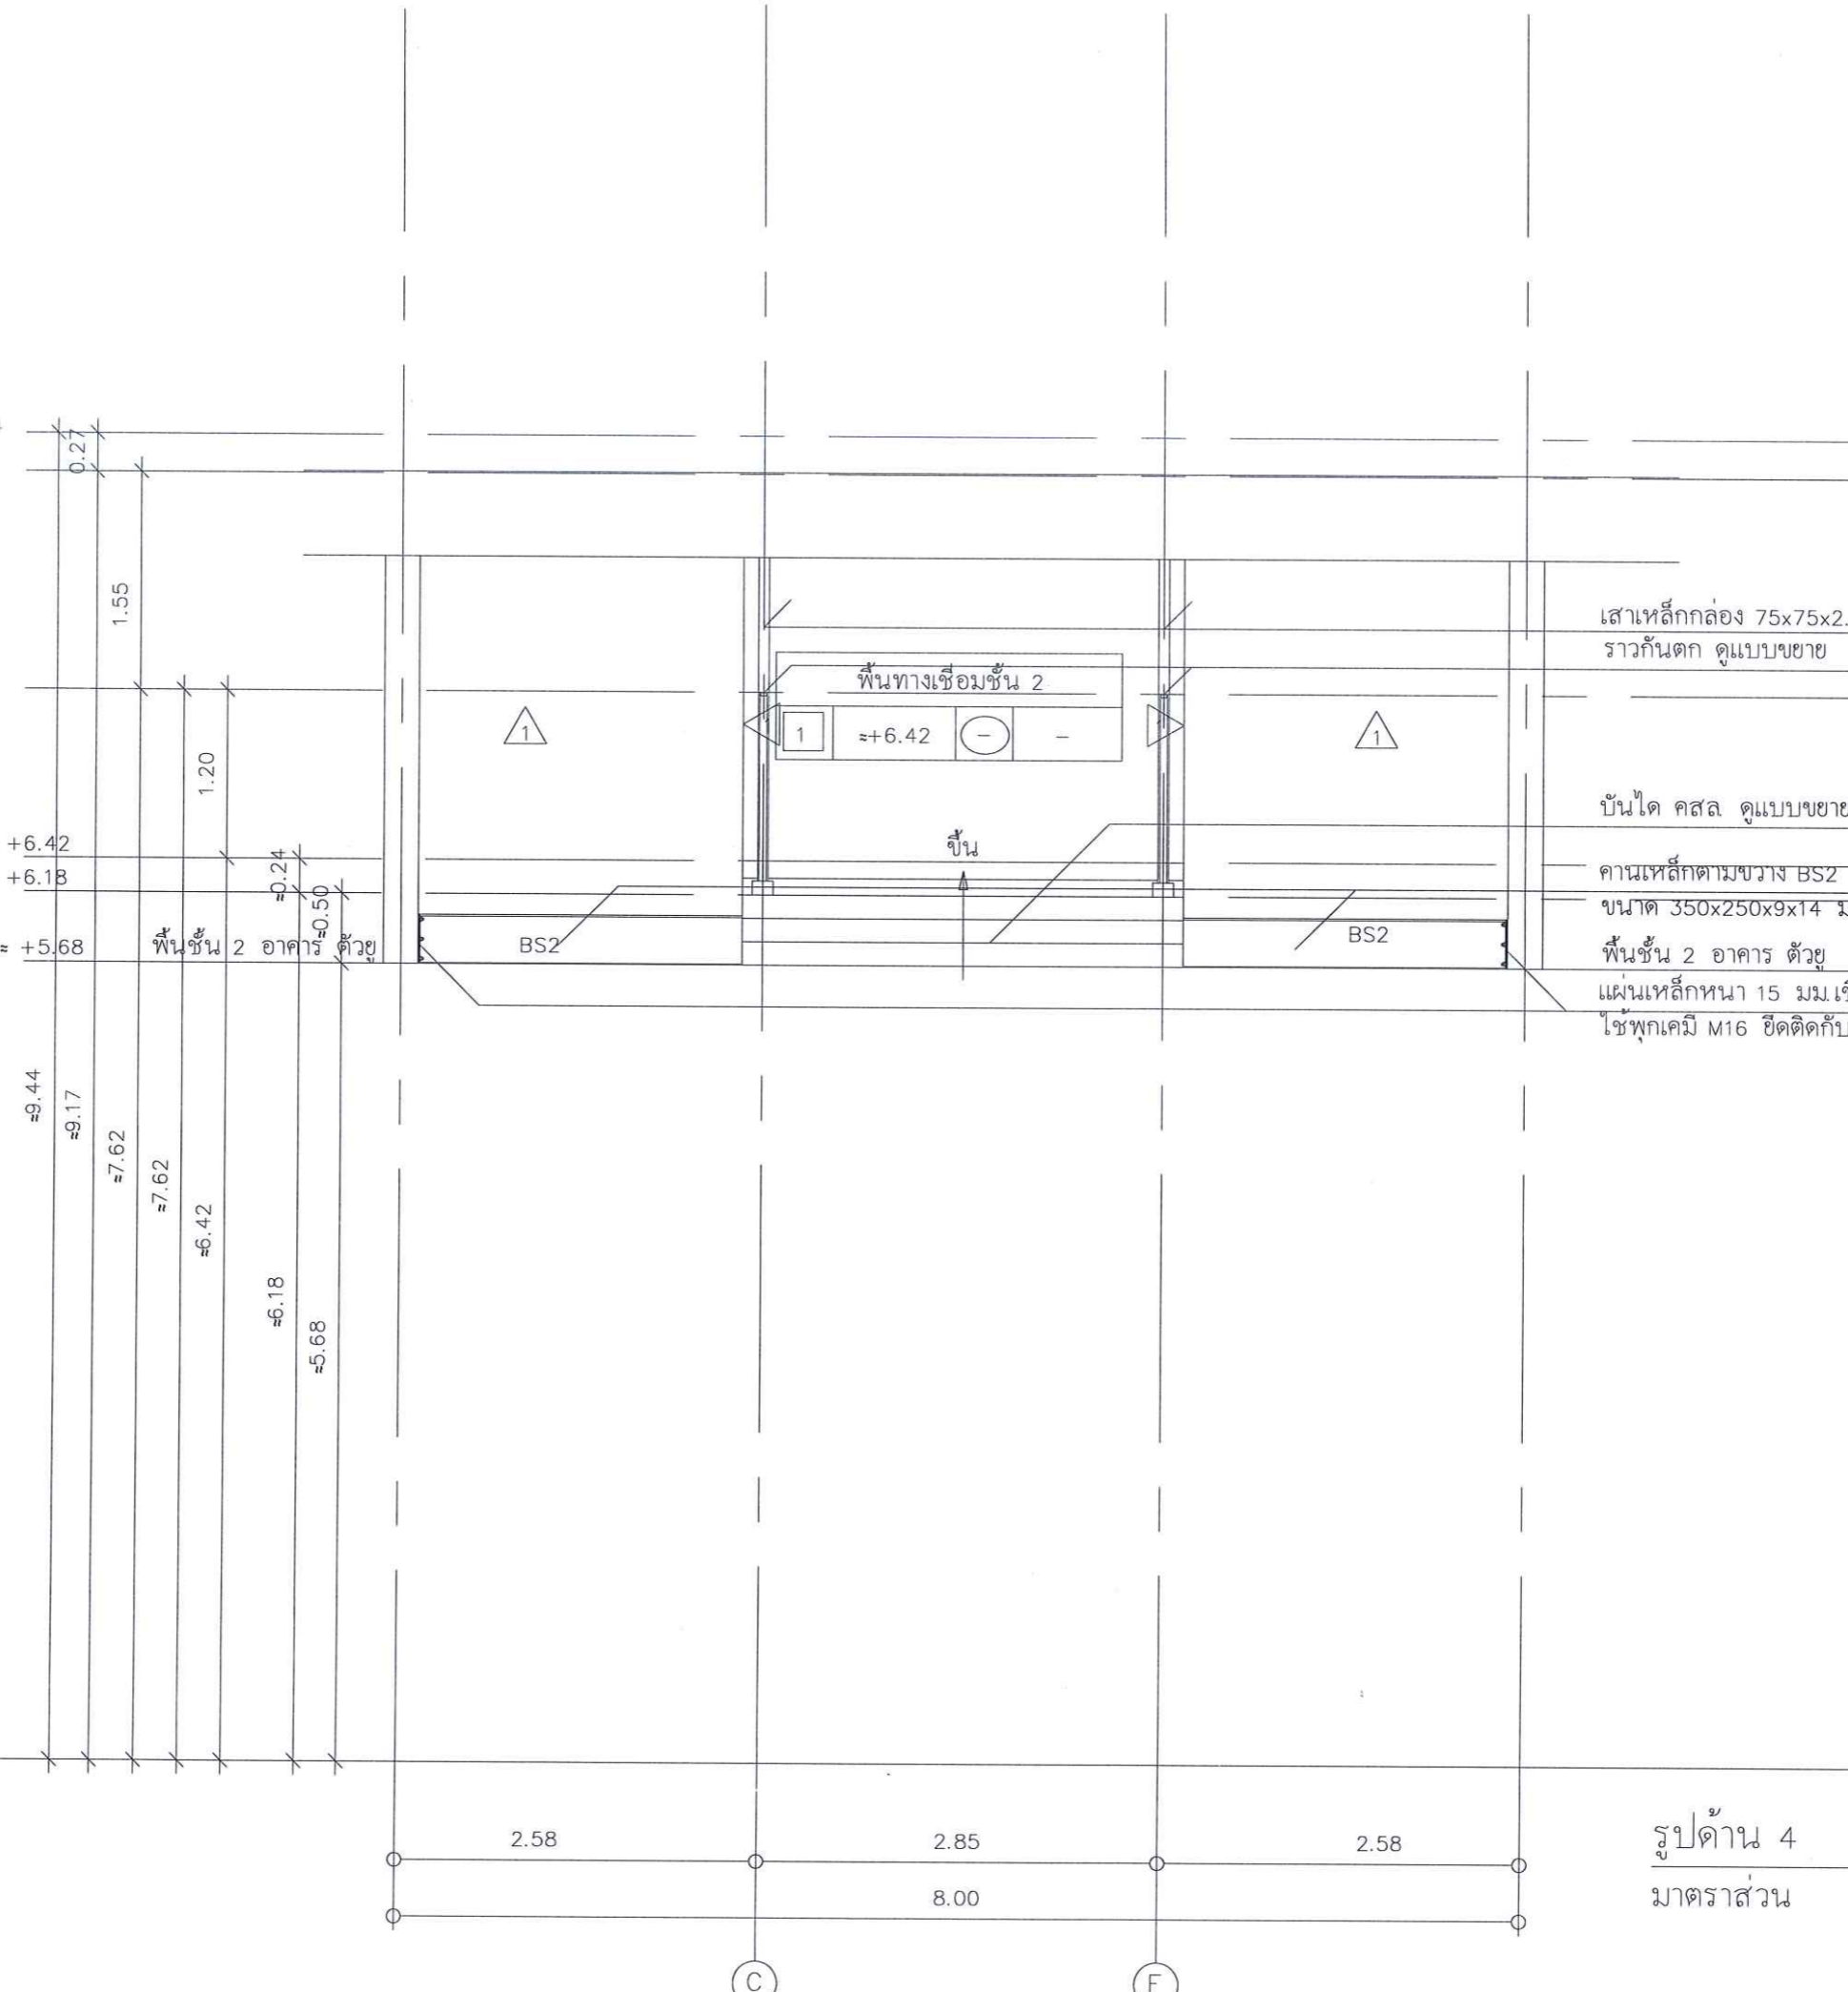 0.27
1.55
1.20
+6.42
+6.18
≈0.24
≈0.50
≈ +5.68
พื้นชั้น 2 อาคาร ตัวยู
≈9.44
≈9.17
≈7.62
≈7.62
≈6.42
≈6.18
≈5.68
พื้นทางเชื่อมชั้น 2
1 ≈+6.42 - -
1
1
ขึ้น
BS2
BS2
เสาเหล็กกล่อง 75x75x2.
ราวกันตก ดูแบบขยาย
บันได คสล ดูแบบขยาย
คานเหล็กตามขวาง BS2
ขนาด 350x250x9x14 ม
พื้นชั้น 2 อาคาร ตัวยู
แผ่นเหล็กหนา 15 มม.เ
ใช้พุกเคมี M16 ยึดติดกับ
2.58
2.85
2.58
8.00
C
รูปด้าน 4
มาตราส่วน